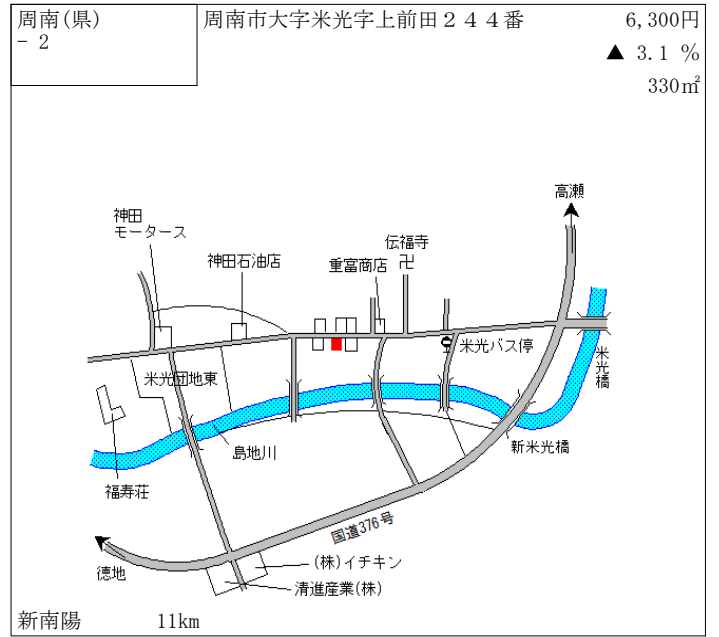 周南(県)
－ 2
周南市大字米光字上前田２４４番
6,300円
▲ 3.1 %
330㎡
高瀬
神田
モータース
神田石油店
重富商店
伝福寺
卍
米光バス停
米光橋
米光団地東
島地川
新米光橋
福寿荘
国道376号
徳地
(株)イチキン
清進産業(株)
新南陽 11km